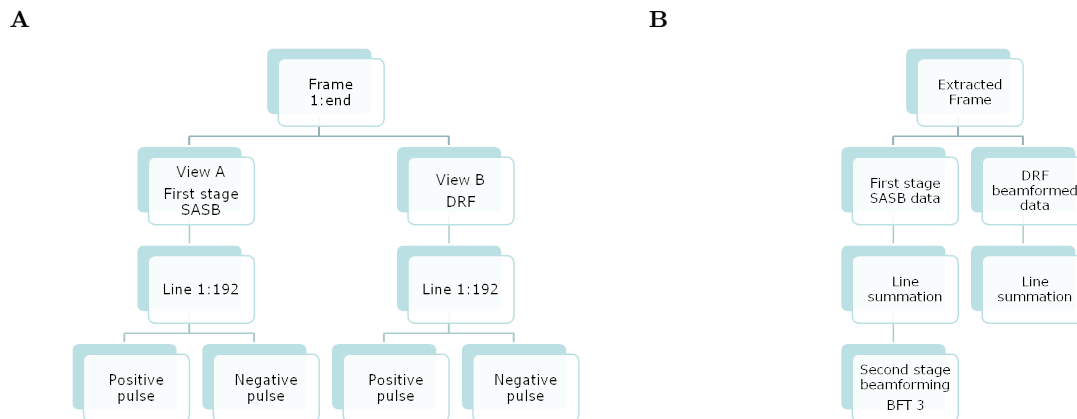 A
B
Frame
1:end
View A
First stage
SASB
View B
DRF
Line 1:192
Line 1:192
Positive
pulse
Negative
pulse
Positive
pulse
Negative
pulse
Extracted
Frame
First stage
SASB data
DRF
beamformed
data
Line
summation
Line
summation
Second stage
beamforming
BFT 3